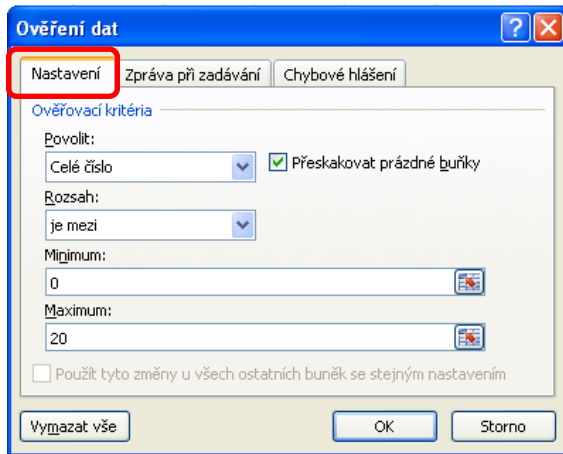 Ověření dat
Nastavení Zpráva při zadávání Chybové hlášení
Ověřovací kritéria
Povolit:
Celé číslo Přeskakovat prázdné buňky
Rozsah:
je mezi
Minimum:
0
Maximum:
20
Použít tyto změny u všech ostatních buněk se stejným nastavením
Vymazat vše OK Storno